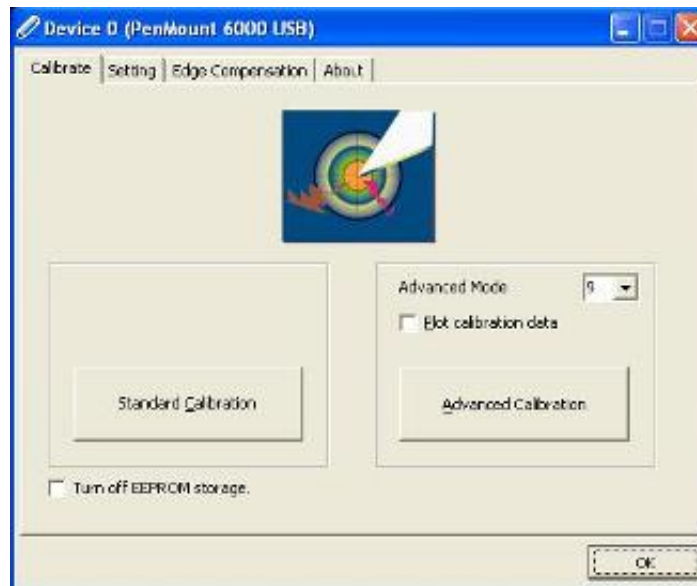 Device 0 (PenMount 6000 USB)
Calibrate Setting Edge Compensation About
Advanced Mode 9
Plot calibration data
Standard Calibration Advanced Calibration
Turn off EEPROM storage.
OK